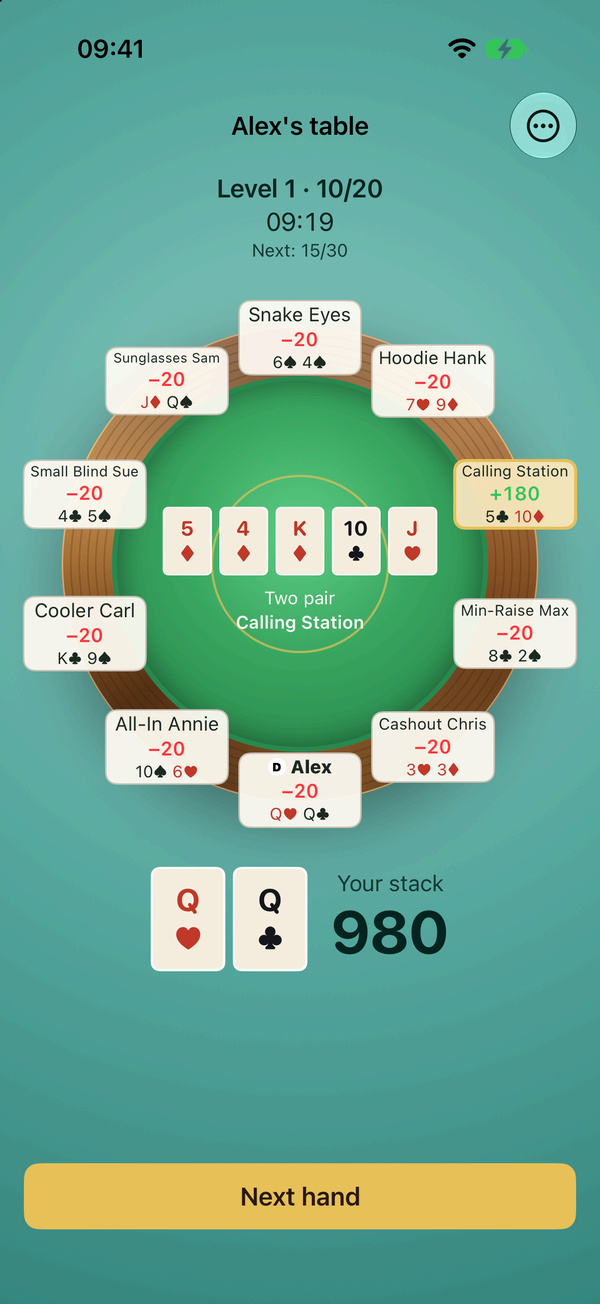 09:41
Alex's table
Level 1 · 10/20
09:19
Next: 15/30
Snake Eyes
−20
6♠ 4♠
Sunglasses Sam
−20
J♦ Q♠
Hoodie Hank
−20
7♥ 9♦
Small Blind Sue
−20
4♣ 5♠
Calling Station
+180
5♣ 10♦
5♦ 4♦ K♦ 10♣ J♥
Two pair
Calling Station
Cooler Carl
−20
K♣ 9♠
Min-Raise Max
−20
8♣ 2♠
All-In Annie
−20
10♠ 6♥
Cashout Chris
−20
3♥ 3♦
D Alex
−20
Q♥ Q♣
Q♥ Q♣
Your stack
980
Next hand